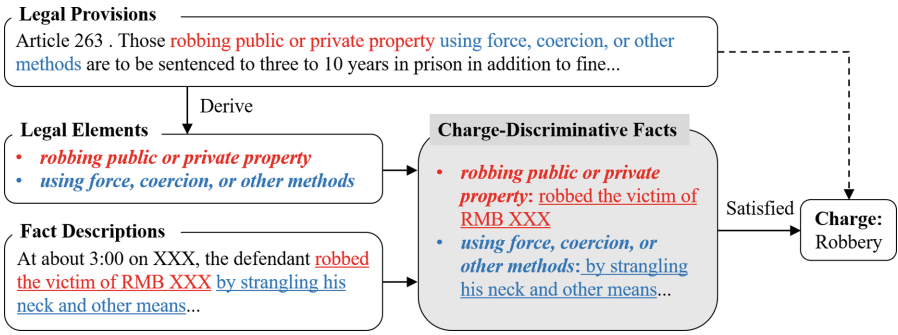 Legal Provisions
Article 263 . Those robbing public or private property using force, coercion, or other
methods are to be sentenced to three to 10 years in prison in addition to fine...
Derive
Legal Elements
• robbing public or private property
• using force, coercion, or other methods
Fact Descriptions
At about 3:00 on XXX, the defendant robbed
the victim of RMB XXX by strangling his
neck and other means...
Charge-Discriminative Facts
• robbing public or private
property: robbed the victim of
RMB XXX
• using force, coercion, or
other methods: by strangling
his neck and other means...
Satisfied
Charge:
Robbery